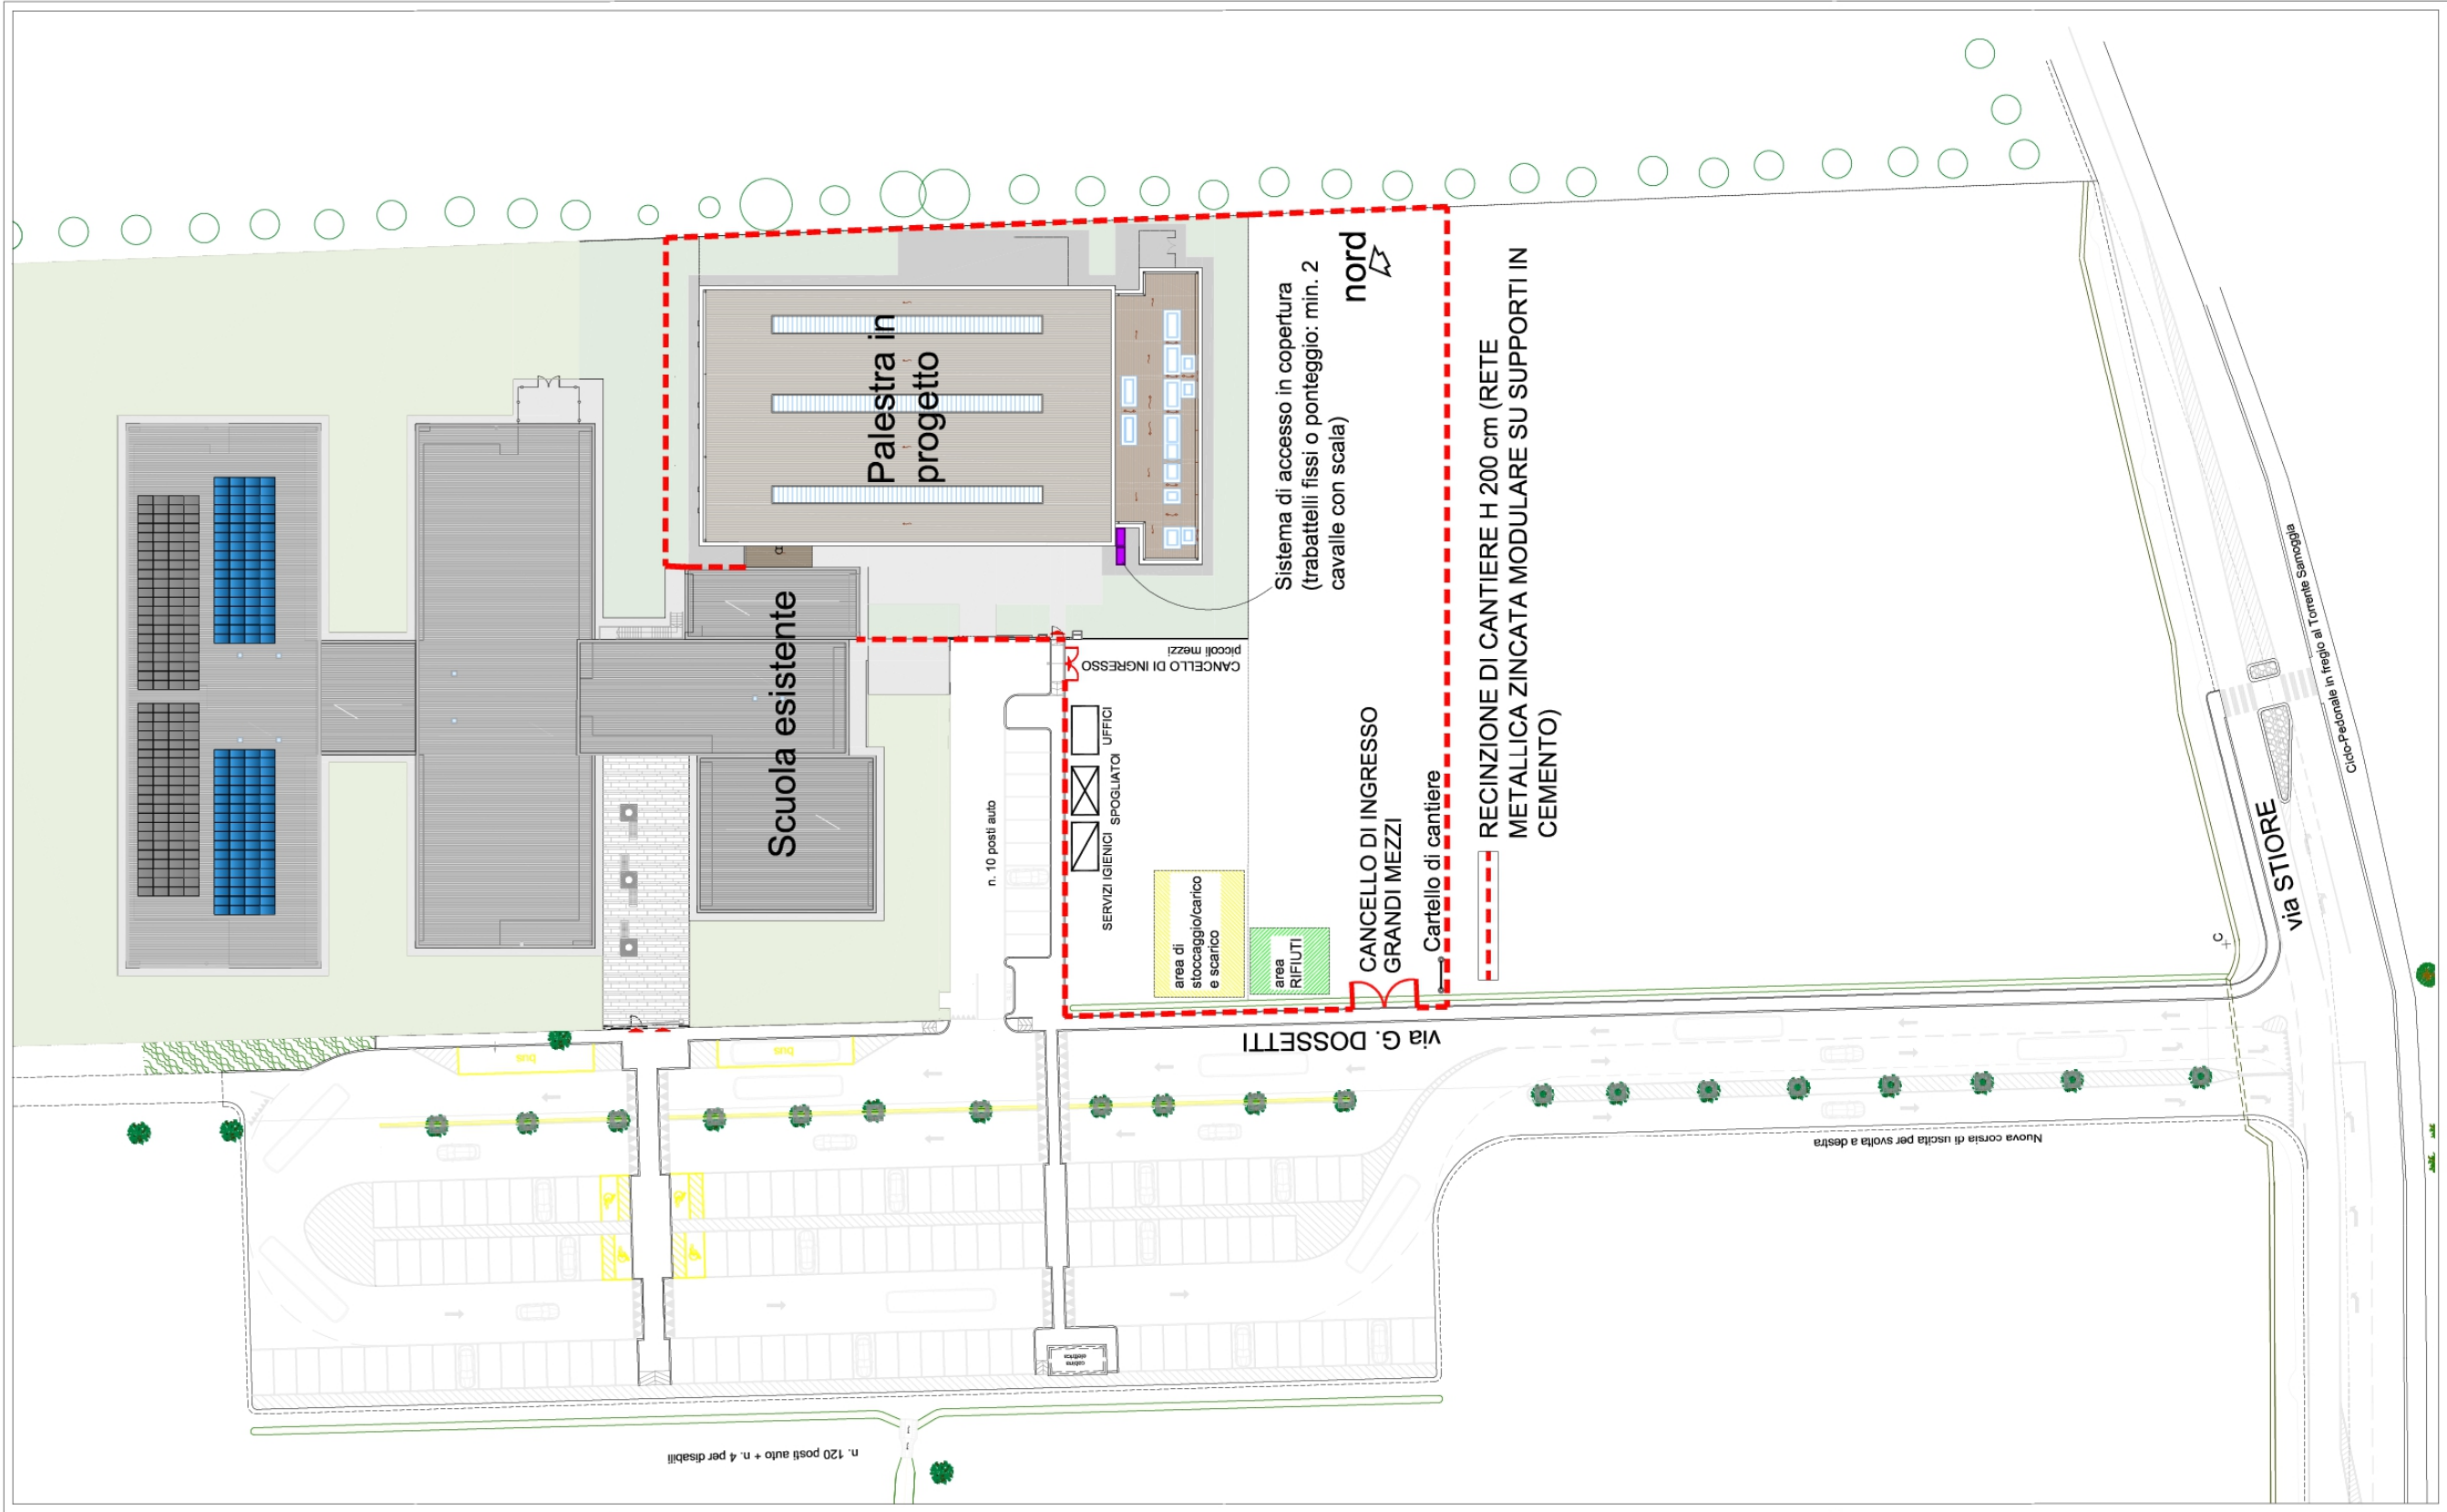 Palestra in
progetto
Scuola esistente
nord
Sistema di accesso in copertura
(trabattelli fissi o ponteggio: min. 2
cavalle con scala)
RECINZIONE DI CANTIERE H 200 cm (RETE
METALLICA ZINCATA MODULARE SU SUPPORTI IN
CEMENTO)
CANCELLO DI INGRESSO
piccoli mezzi
UFFICI
SPOGLIATOI
SERVIZI IGIENICI
n. 10 posti auto
area di
stoccaggio/carico
e scarico
area
RIFIUTI
CANCELLO DI INGRESSO
GRANDI MEZZI
Cartello di cantiere
via G. DOSSETTI
via STIORE
Ciclo-Pedonale in fregio al Torrente Samoggia
C
bus
bus
Nuova corsia di uscita per svolta a destra
cabina
elettrica
n. 120 posti auto + n. 4 per disabili